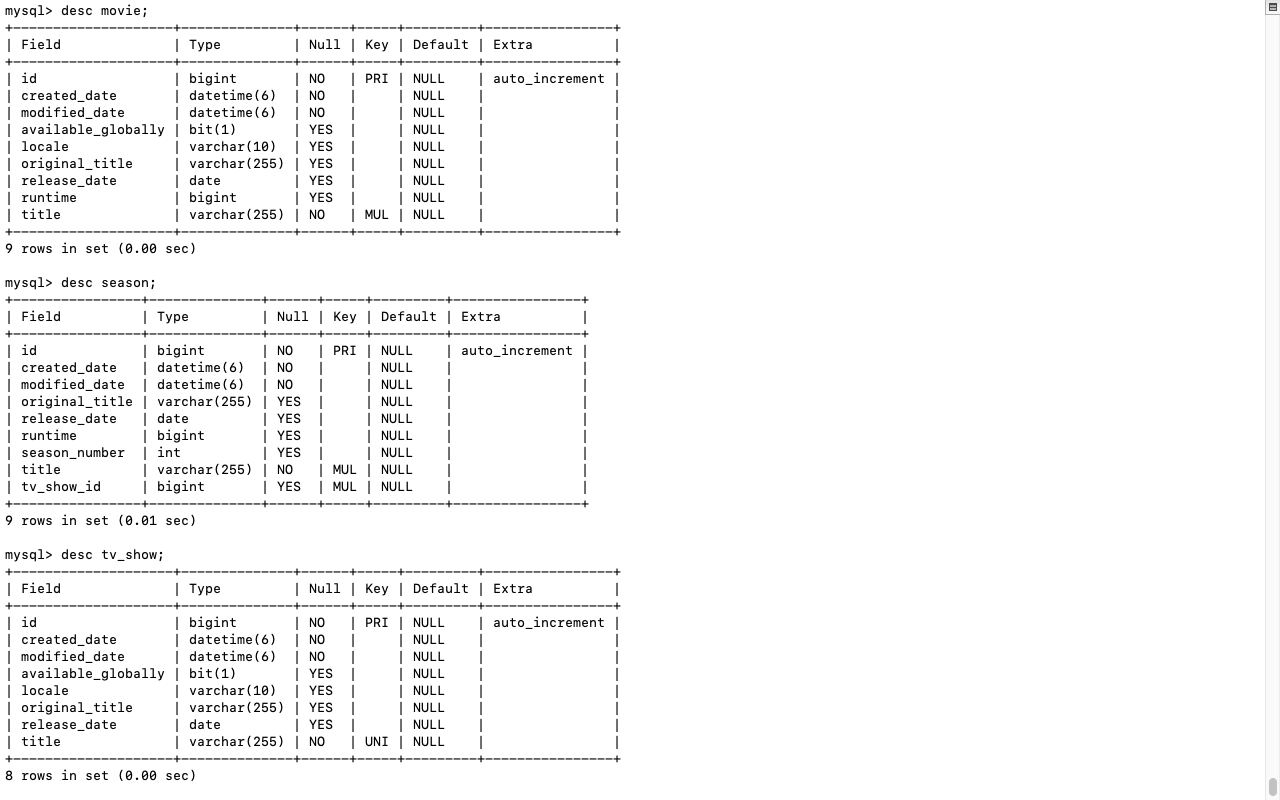 mysql> desc movie;
+--------------------+--------------+------+-----+---------+----------------+
| Field              | Type         | Null | Key | Default | Extra          |
+--------------------+--------------+------+-----+---------+----------------+
| id                 | bigint       | NO   | PRI | NULL    | auto_increment |
| created_date       | datetime(6)  | NO   |     | NULL    |                |
| modified_date      | datetime(6)  | NO   |     | NULL    |                |
| available_globally | bit(1)       | YES  |     | NULL    |                |
| locale             | varchar(10)  | YES  |     | NULL    |                |
| original_title     | varchar(255) | YES  |     | NULL    |                |
| release_date       | date         | YES  |     | NULL    |                |
| runtime            | bigint       | YES  |     | NULL    |                |
| title              | varchar(255) | NO   | MUL | NULL    |                |
+--------------------+--------------+------+-----+---------+----------------+
9 rows in set (0.00 sec)

mysql> desc season;
+----------------+--------------+------+-----+---------+----------------+
| Field          | Type         | Null | Key | Default | Extra          |
+----------------+--------------+------+-----+---------+----------------+
| id             | bigint       | NO   | PRI | NULL    | auto_increment |
| created_date   | datetime(6)  | NO   |     | NULL    |                |
| modified_date  | datetime(6)  | NO   |     | NULL    |                |
| original_title | varchar(255) | YES  |     | NULL    |                |
| release_date   | date         | YES  |     | NULL    |                |
| runtime        | bigint       | YES  |     | NULL    |                |
| season_number  | int          | YES  |     | NULL    |                |
| title          | varchar(255) | NO   | MUL | NULL    |                |
| tv_show_id     | bigint       | YES  | MUL | NULL    |                |
+----------------+--------------+------+-----+---------+----------------+
9 rows in set (0.01 sec)

mysql> desc tv_show;
+--------------------+--------------+------+-----+---------+----------------+
| Field              | Type         | Null | Key | Default | Extra          |
+--------------------+--------------+------+-----+---------+----------------+
| id                 | bigint       | NO   | PRI | NULL    | auto_increment |
| created_date       | datetime(6)  | NO   |     | NULL    |                |
| modified_date      | datetime(6)  | NO   |     | NULL    |                |
| available_globally | bit(1)       | YES  |     | NULL    |                |
| locale             | varchar(10)  | YES  |     | NULL    |                |
| original_title     | varchar(255) | YES  |     | NULL    |                |
| release_date       | date         | YES  |     | NULL    |                |
| title              | varchar(255) | NO   | UNI | NULL    |                |
+--------------------+--------------+------+-----+---------+----------------+
8 rows in set (0.00 sec)